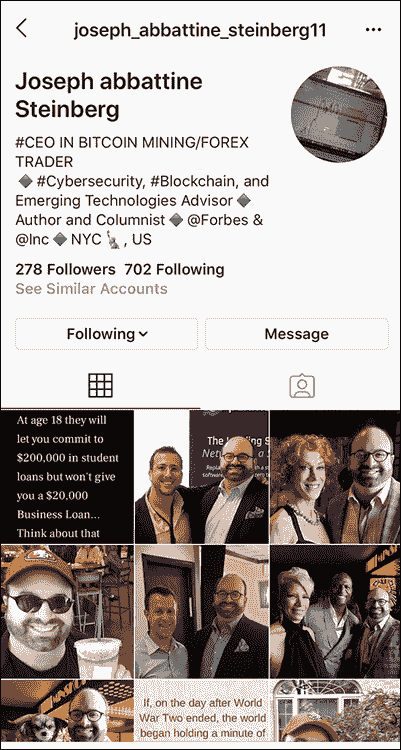 joseph_abbattine_steinberg11
Joseph abbattine
Steinberg
#CEO IN BITCOIN MINING/FOREX
TRADER
#Cybersecurity, #Blockchain, and
Emerging Technologies Advisor
Author and Columnist @Forbes &
@Inc NYC , US
278 Followers 702 Following
See Similar Accounts
Following
Message
At age 18 they will
let you commit to
$200,000 in student
loans but won't give
you a $20,000
Business Loan...
Think about that
The
Replac
If, on the day after World
War Two ended, the world
began holding a minute of